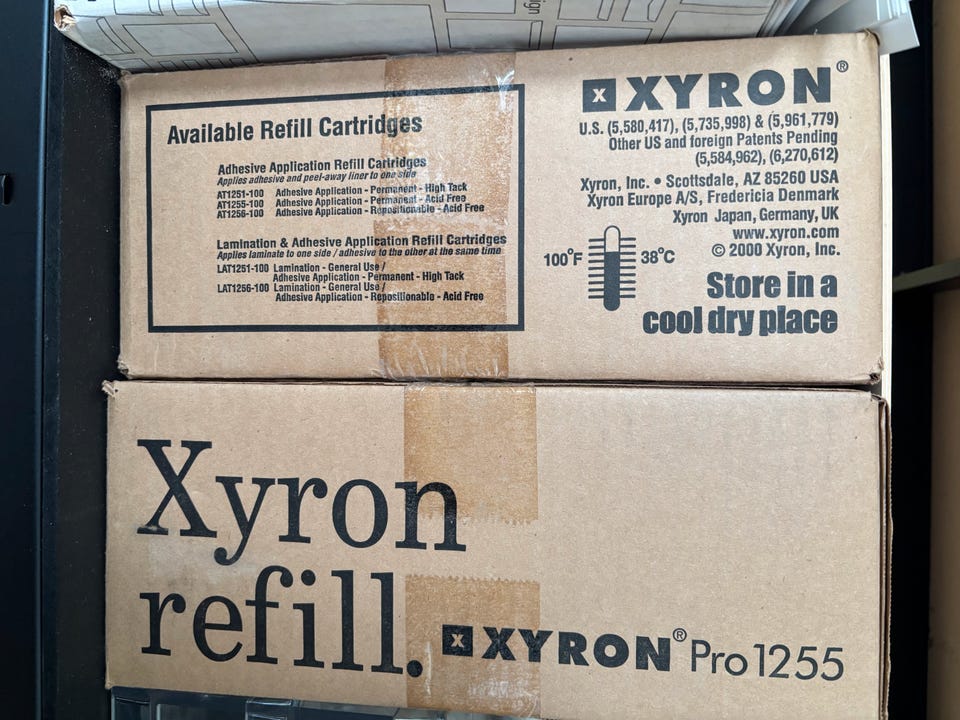 ign
Available Refill Cartridges
Adhesive Application Refill Cartridges
Applies adhesive and peel-away liner to one side
AT1251-100 Adhesive Application - Permanent - High Tack
AT1255-100 Adhesive Application - Permanent - Acid Free
AT1256-100 Adhesive Application - Repositionable - Acid Free
Lamination & Adhesive Application Refill Cartridges
Applies laminate to one side / adhesive to the other at the same time
LAT1251-100 Lamination - General Use /
Adhesive Application - Permanent - High Tack
LAT1256-100 Lamination - General Use /
Adhesive Application - Repositionable - Acid Free
X XYRON®
U.S. (5,580,417), (5,735,998) & (5,961,779)
Other US and foreign Patents Pending
(5,584,962), (6,270,612)
Xyron, Inc. • Scottsdale, AZ 85260 USA
Xyron Europe A/S, Fredericia Denmark
Xyron Japan, Germany, UK
www.xyron.com
© 2000 Xyron, Inc.
100°F 38°C
Store in a
cool dry place
Xyron
refill.
X XYRON® Pro 1255